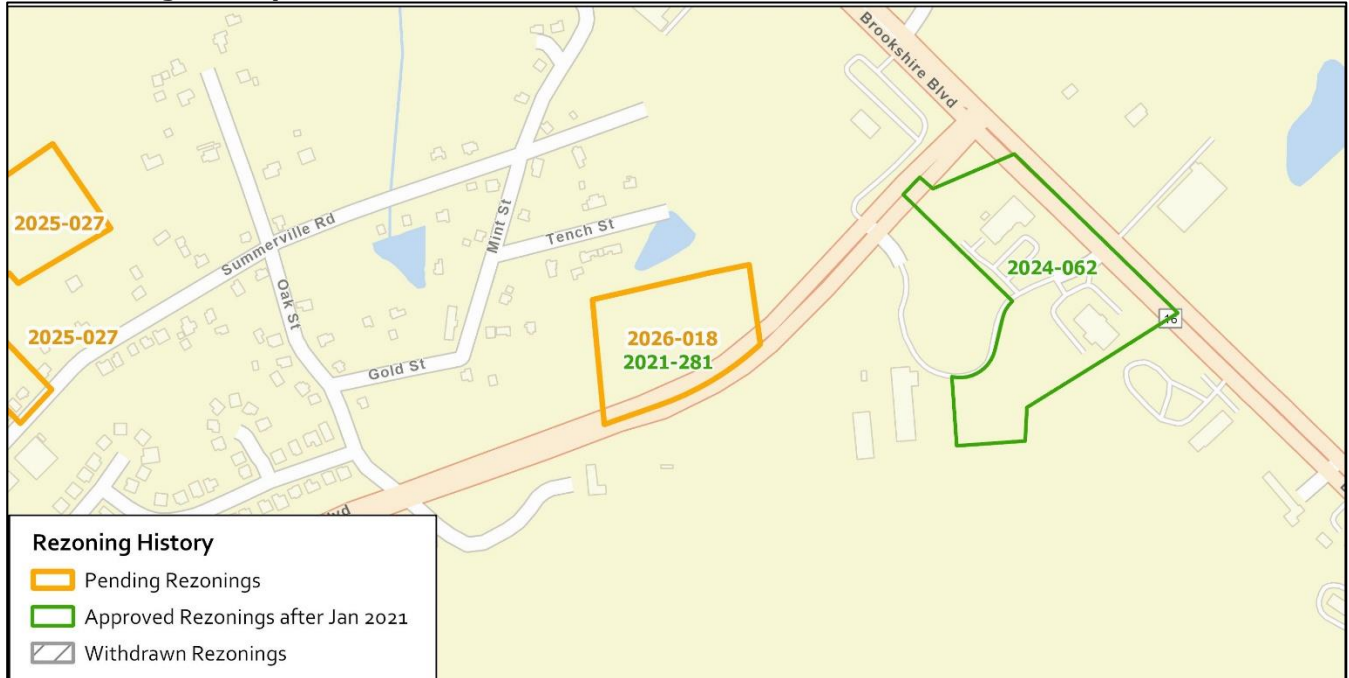 Brookshire Blvd
2025-027
Summerville Rd
Mint St
Tench St
2024-062
Oak St
16
2025-027
2026-018
2021-281
Gold St
Rezoning History
Pending Rezonings
Approved Rezonings after Jan 2021
Withdrawn Rezonings